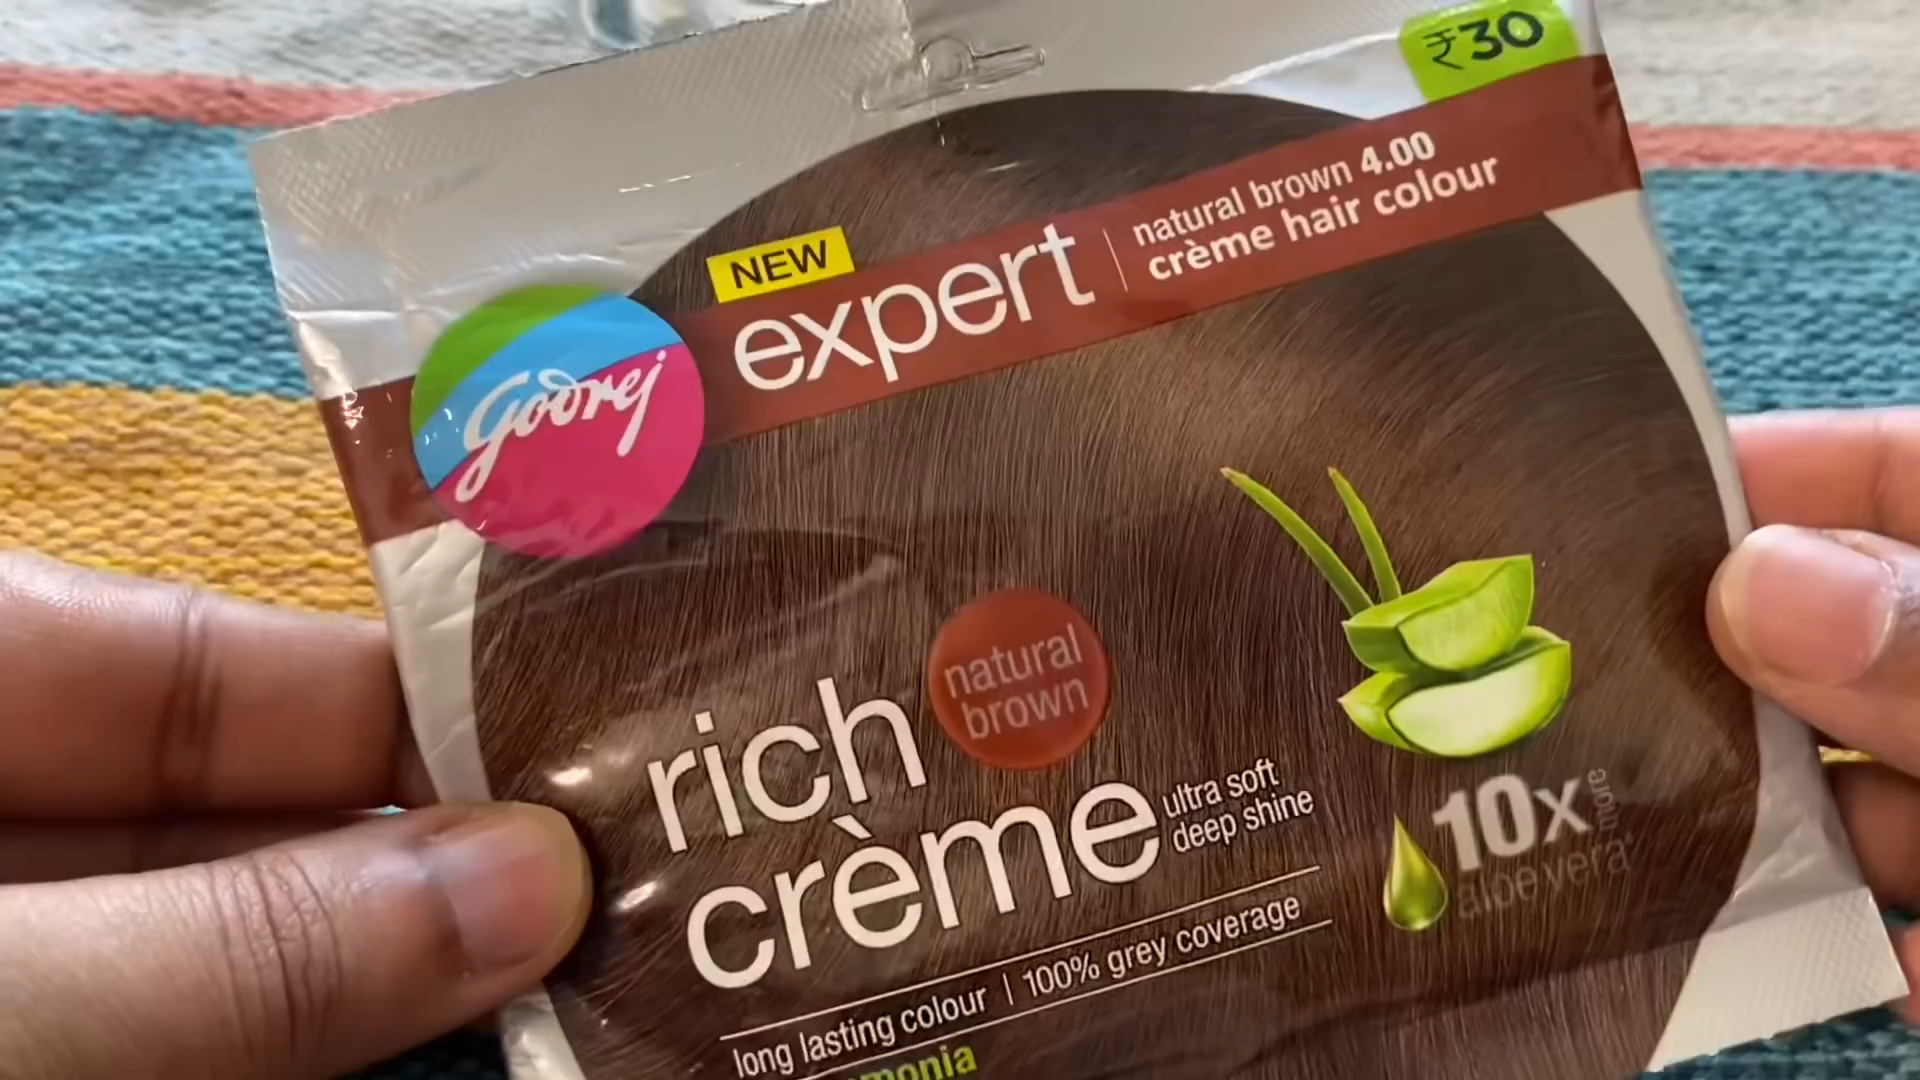 ₹30
natural brown 4.00
crème hair colour
NEW
expert
Godrej
natural
brown
rich
crème
ultra soft
deep shine
10x more
aloe vera*
long lasting colour | 100% grey coverage